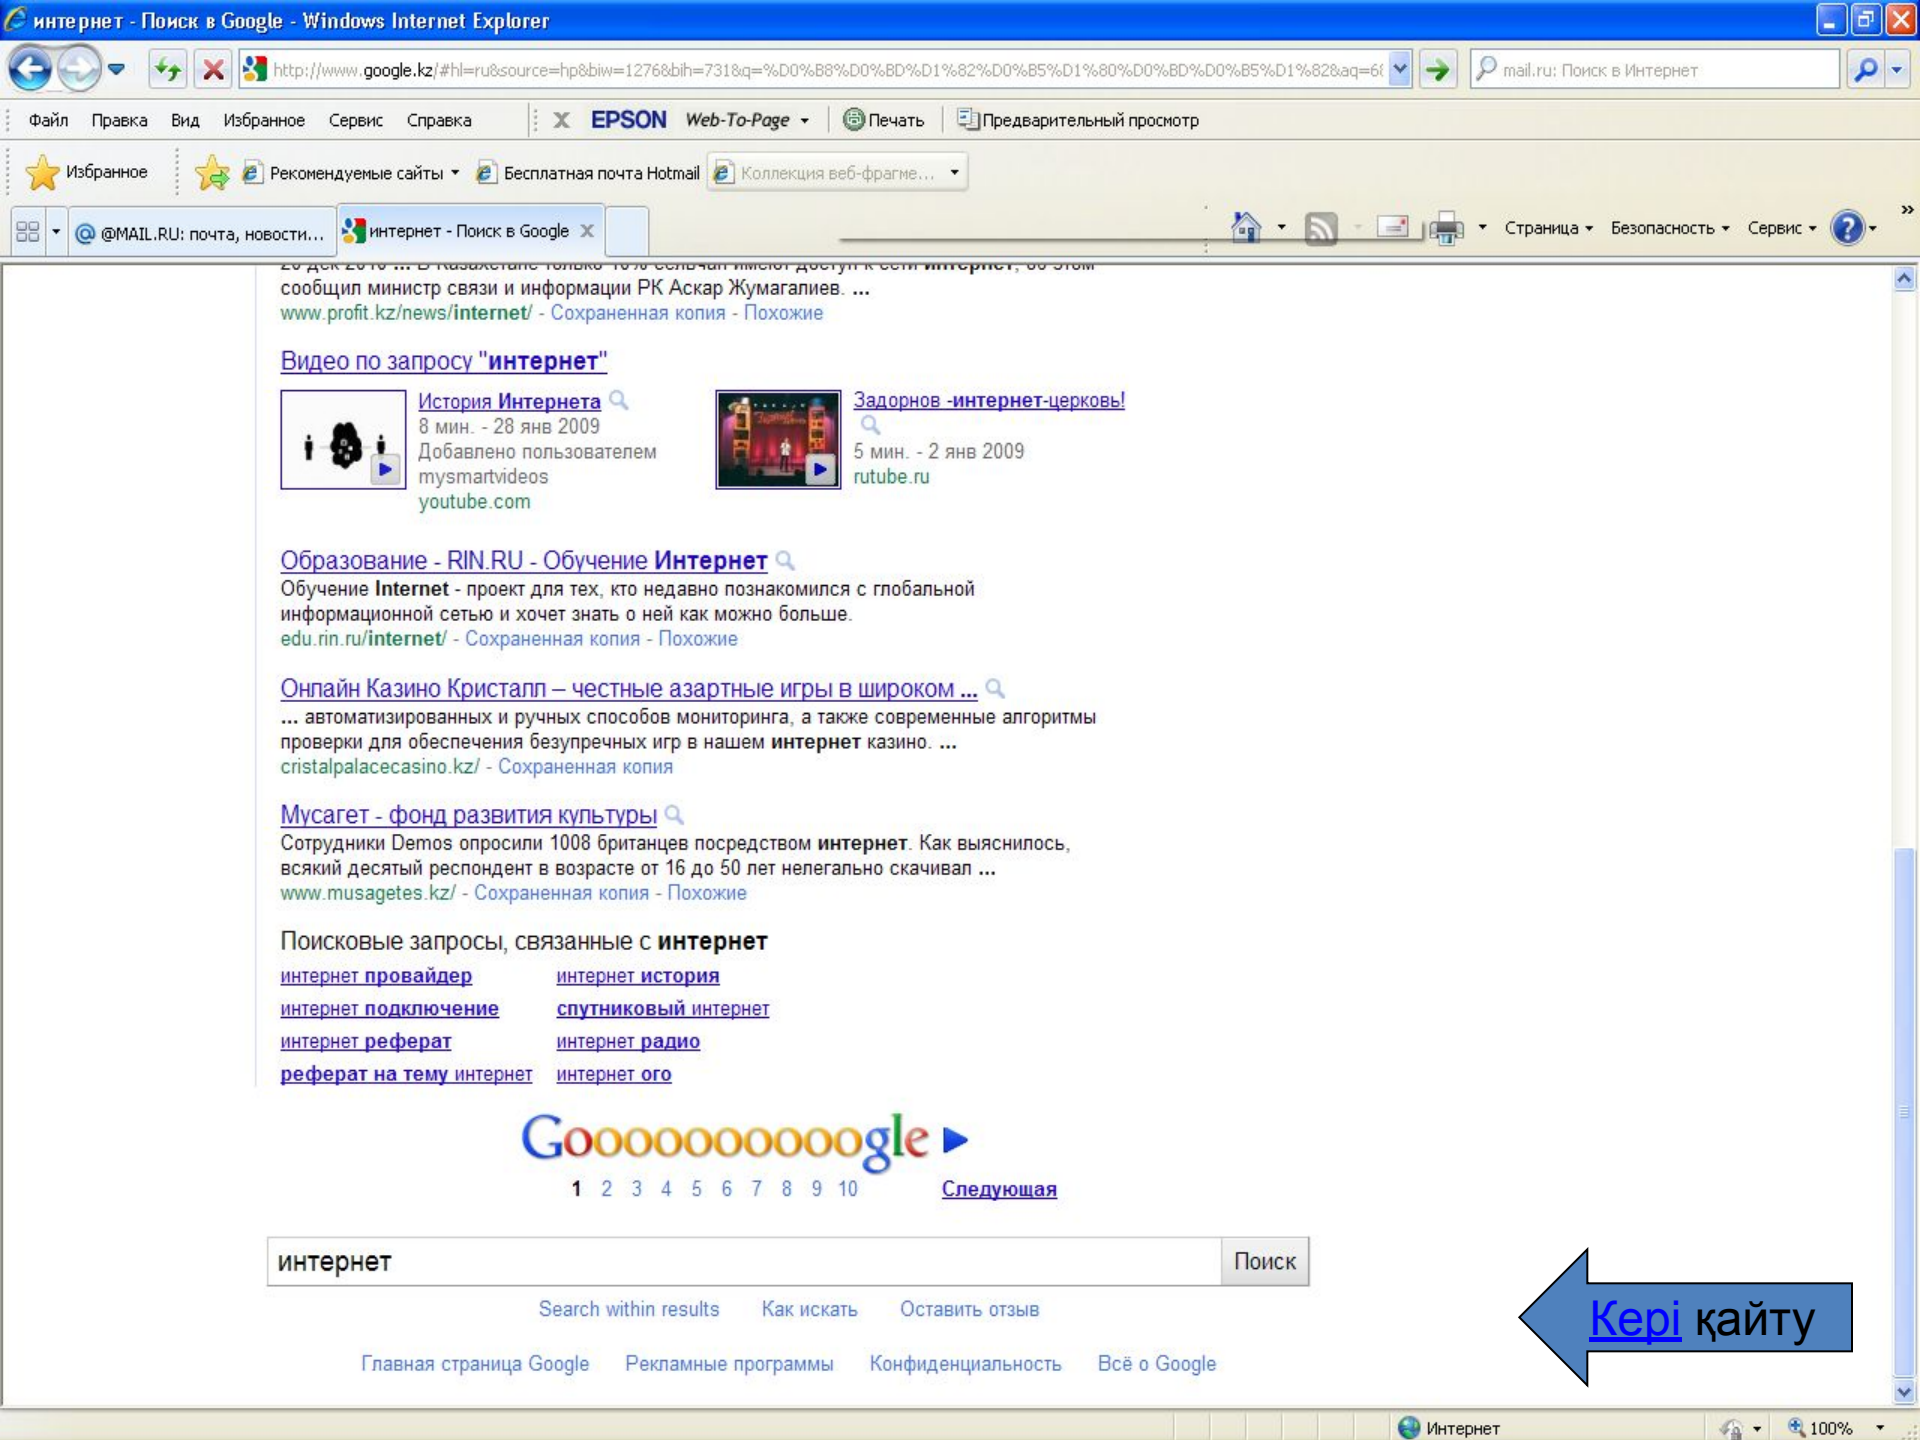 интернет - Поиск в Google - Windows Internet Explorer
http://www.google.kz/#hl=ru&source=hp&biw=1276&bih=731&q=%D0%B8%D0%BD%D1%82%D0%B5%D1%80%D0%BD%D0%B5%D1%82&aq=6
mail.ru: Поиск в Интернет
Файл Правка Вид Избранное Сервис Справка X EPSON Web-To-Page Печать Предварительный просмотр
Избранное Рекомендуемые сайты Бесплатная почта Hotmail Коллекция веб-фрагме...
@MAIL.RU: почта, новости... интернет - Поиск в Google X Страница Безопасность Сервис »
20 дек 2010 ... В Казахстане только 10% сельчан имеют доступ к сети интернет, об этом
сообщил министр связи и информации РК Аскар Жумагалиев. ...
www.profit.kz/news/internet/ - Сохраненная копия - Похожие
Видео по запросу "интернет"
История Интернета
8 мин. - 28 янв 2009
Добавлено пользователем
mysmartvideos
youtube.com
Задорнов -интернет-церковь!
5 мин. - 2 янв 2009
rutube.ru
Образование - RIN.RU - Обучение Интернет
Обучение Internet - проект для тех, кто недавно познакомился с глобальной
информационной сетью и хочет знать о ней как можно больше.
edu.rin.ru/internet/ - Сохраненная копия - Похожие
Онлайн Казино Кристалл – честные азартные игры в широком ...
... автоматизированных и ручных способов мониторинга, а также современные алгоритмы
проверки для обеспечения безупречных игр в нашем интернет казино. ...
cristalpalacecasino.kz/ - Сохраненная копия
Мусагет - фонд развития культуры
Сотрудники Demos опросили 1008 британцев посредством интернет. Как выяснилось,
всякий десятый респондент в возрасте от 16 до 50 лет нелегально скачивал ...
www.musagetes.kz/ - Сохраненная копия - Похожие
Поисковые запросы, связанные с интернет
интернет провайдер интернет история
интернет подключение спутниковый интернет
интернет реферат интернет радио
реферат на тему интернет интернет ого
Goooooooooogle
1 2 3 4 5 6 7 8 9 10 Следующая
интернет Поиск
Search within results Как искать Оставить отзыв
Кері қайту
Главная страница Google Рекламные программы Конфиденциальность Всё о Google
Интернет 100%